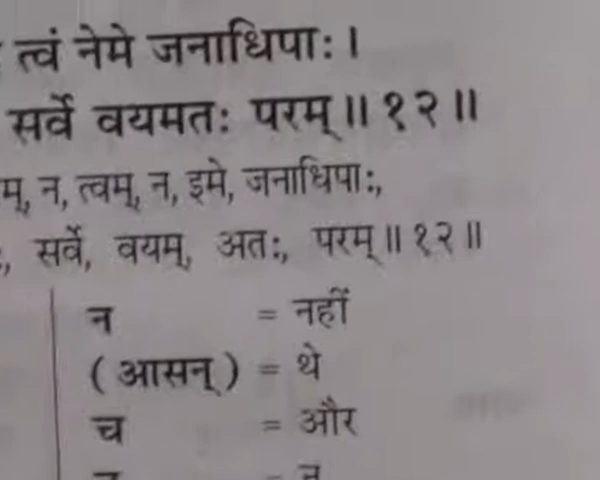 त्वं नेमे जनाधिपाः।
सर्वे वयमतः परम्॥१२॥
म्, न, त्वम्, न, इमे, जनाधिपाः,
सर्वे, वयम्, अतः, परम्॥१२॥
न = नहीं
(आसन्) = थे
च = और